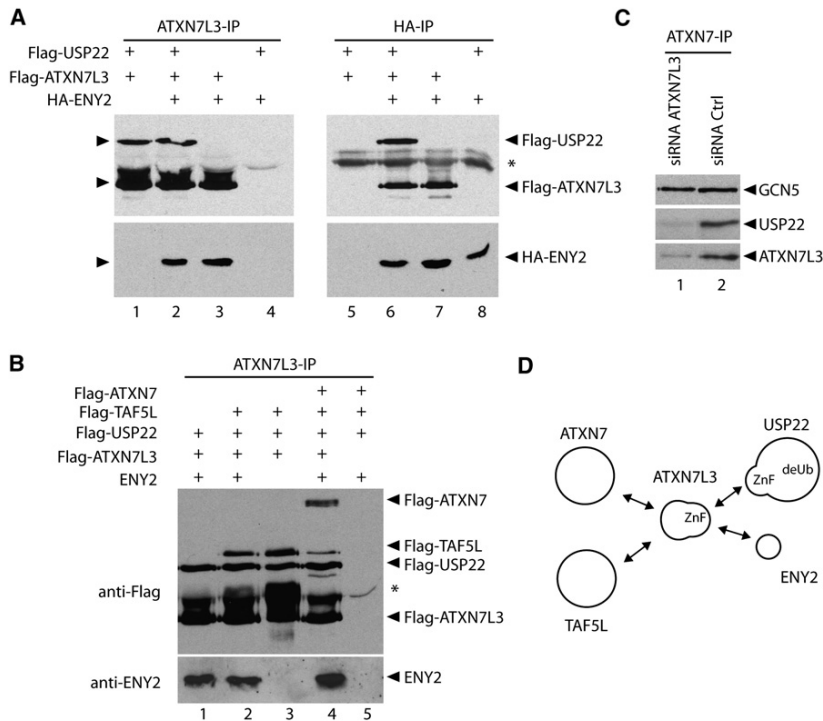 A
ATXN7L3-IP
HA-IP
Flag-USP22 + + + + + +
Flag-ATXN7L3 + + + + + +
HA-ENY2 + + + + + +
Flag-USP22
*
Flag-ATXN7L3
HA-ENY2
1 2 3 4 5 6 7 8
C
ATXN7-IP
siRNA ATXN7L3
siRNA Ctrl
GCN5
USP22
ATXN7L3
1 2
B
ATXN7L3-IP
Flag-ATXN7 + +
Flag-TAF5L + + + +
Flag-USP22 + + + + +
Flag-ATXN7L3 + + + +
ENY2 + + + +
Flag-ATXN7
Flag-TAF5L
Flag-USP22
anti-Flag
*
Flag-ATXN7L3
anti-ENY2
ENY2
1 2 3 4 5
D
ATXN7
USP22
ZnF
deUb
ATXN7L3
ZnF
ENY2
TAF5L